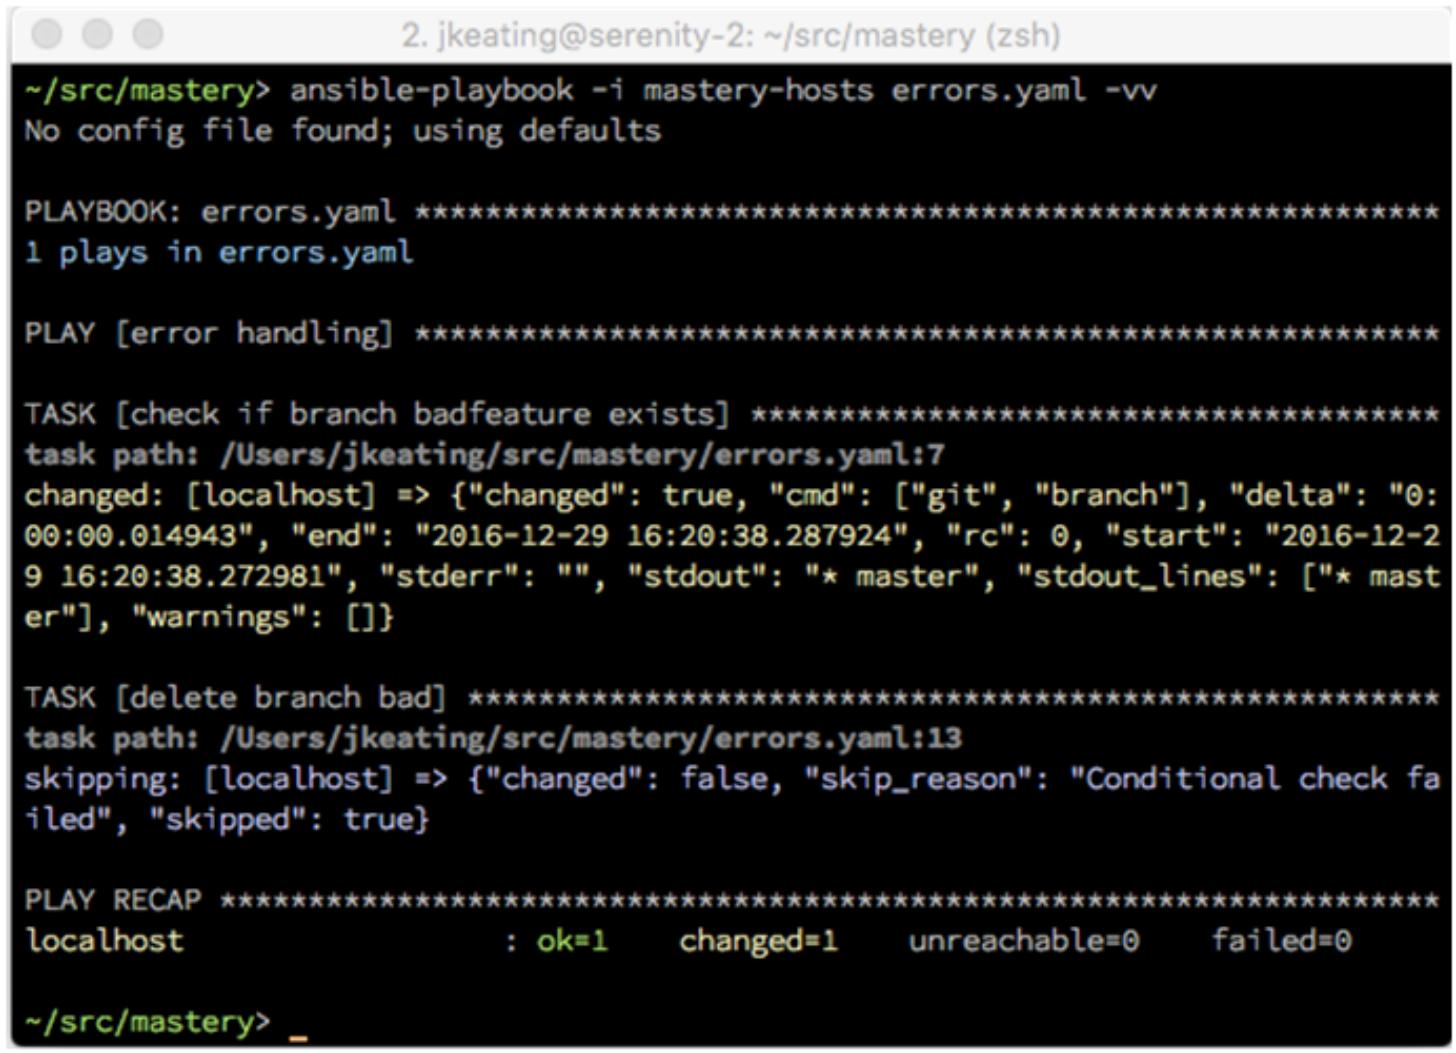 2. jkeating@serenity-2: ~/src/mastery (zsh)
~/src/mastery> ansible-playbook -i mastery-hosts errors.yaml -vv
No config file found; using defaults
PLAYBOOK: errors.yaml **********************************************************
1 plays in errors.yaml
PLAY [error handling] **********************************************************
TASK [check if branch badfeature exists] ***************************************
task path: /Users/jkeating/src/mastery/errors.yaml:7
changed: [localhost] => {"changed": true, "cmd": ["git", "branch"], "delta": "0:
00:00.014943", "end": "2016-12-29 16:20:38.287924", "rc": 0, "start": "2016-12-2
9 16:20:38.272981", "stderr": "", "stdout": "* master", "stdout_lines": ["* mast
er"], "warnings": []}
TASK [delete branch bad] *******************************************************
task path: /Users/jkeating/src/mastery/errors.yaml:13
skipping: [localhost] => {"changed": false, "skip_reason": "Conditional check fa
iled", "skipped": true}
PLAY RECAP *********************************************************************
localhost                  : ok=1    changed=1    unreachable=0    failed=0
~/src/mastery> _